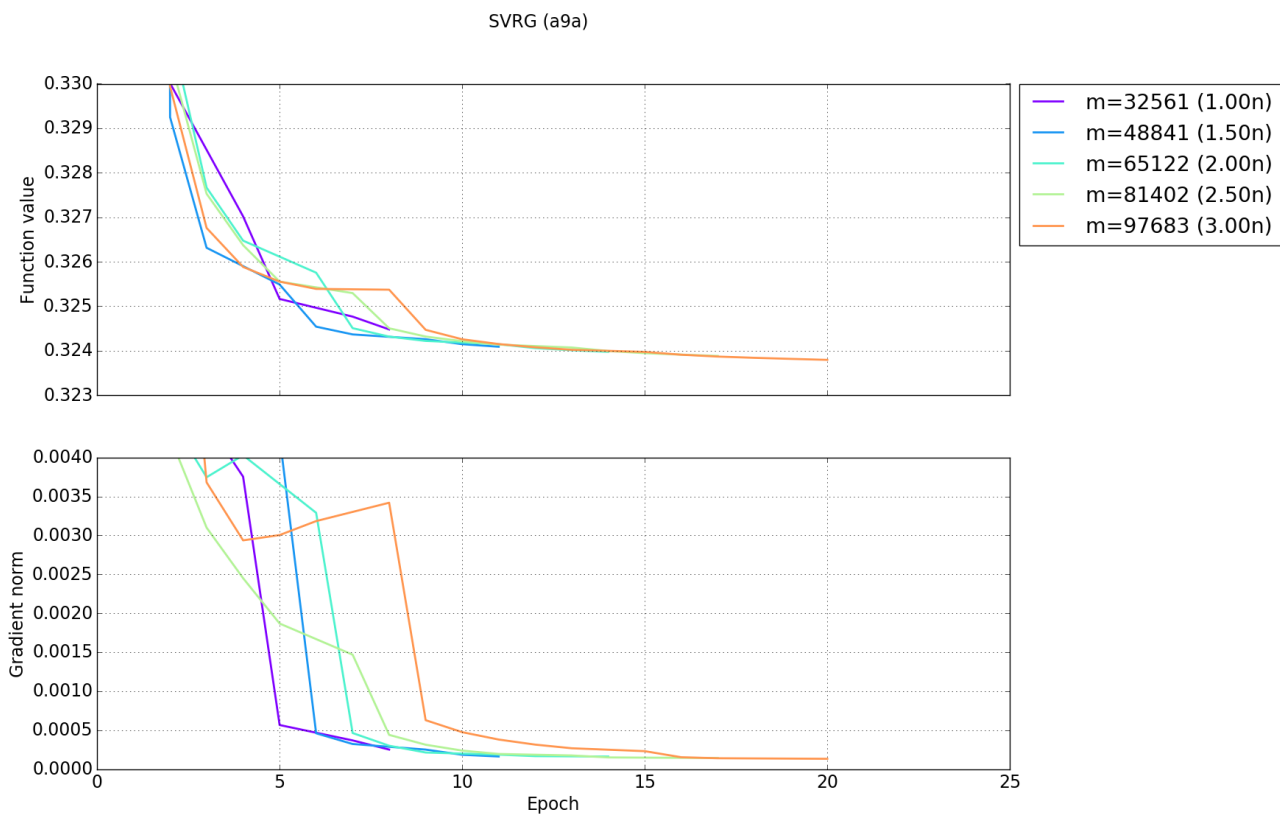 SVRG (a9a)
0.330
0.329
0.328
0.327
0.326
0.325
0.324
0.323
Function value
m=32561 (1.00n)
m=48841 (1.50n)
m=65122 (2.00n)
m=81402 (2.50n)
m=97683 (3.00n)
0.0040
0.0035
0.0030
0.0025
0.0020
0.0015
0.0010
0.0005
0.0000
Gradient norm
0 5 10 15 20 25
Epoch